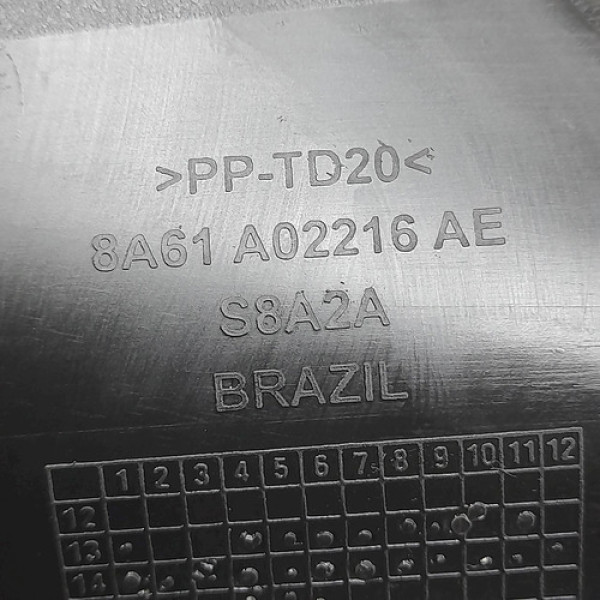 >PP-TD20<
8A61 A02216 AE
S8A2A
BRAZIL
1 2 3 4 5 6 7 8 9 10 11 12
12
13
14